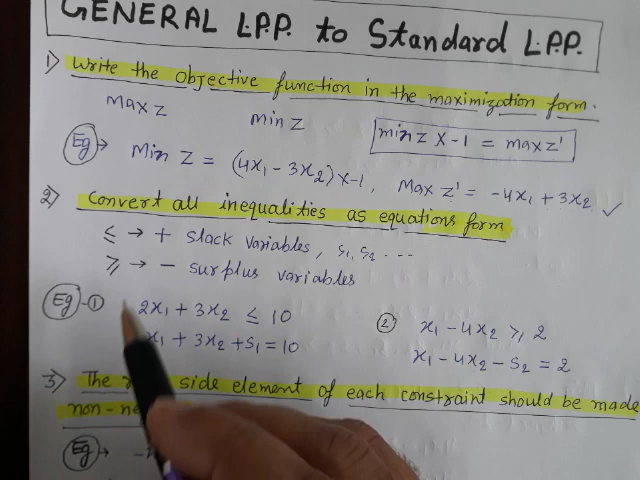 GENERAL L.P.P. to Standard L.P.P.
1) Write the objective function in the maximization form.
Max Z Min Z min Z X -1 = max Z'
Eg → Min Z = (4x₁ - 3x₂) X -1, Max Z' = -4x₁ + 3x₂ ✓
2) Convert all inequalities as equations form
≤ → + slack variables, s₁, s₂ ...
≥ → - surplus variables
Eg - ① 2x₁ + 3x₂ ≤ 10 ② x₁ - 4x₂ ≥ 2
x₁ + 3x₂ + s₁ = 10 x₁ - 4x₂ - s₂ = 2
3) The side element of each constraint should be made
non-ne
Eg →